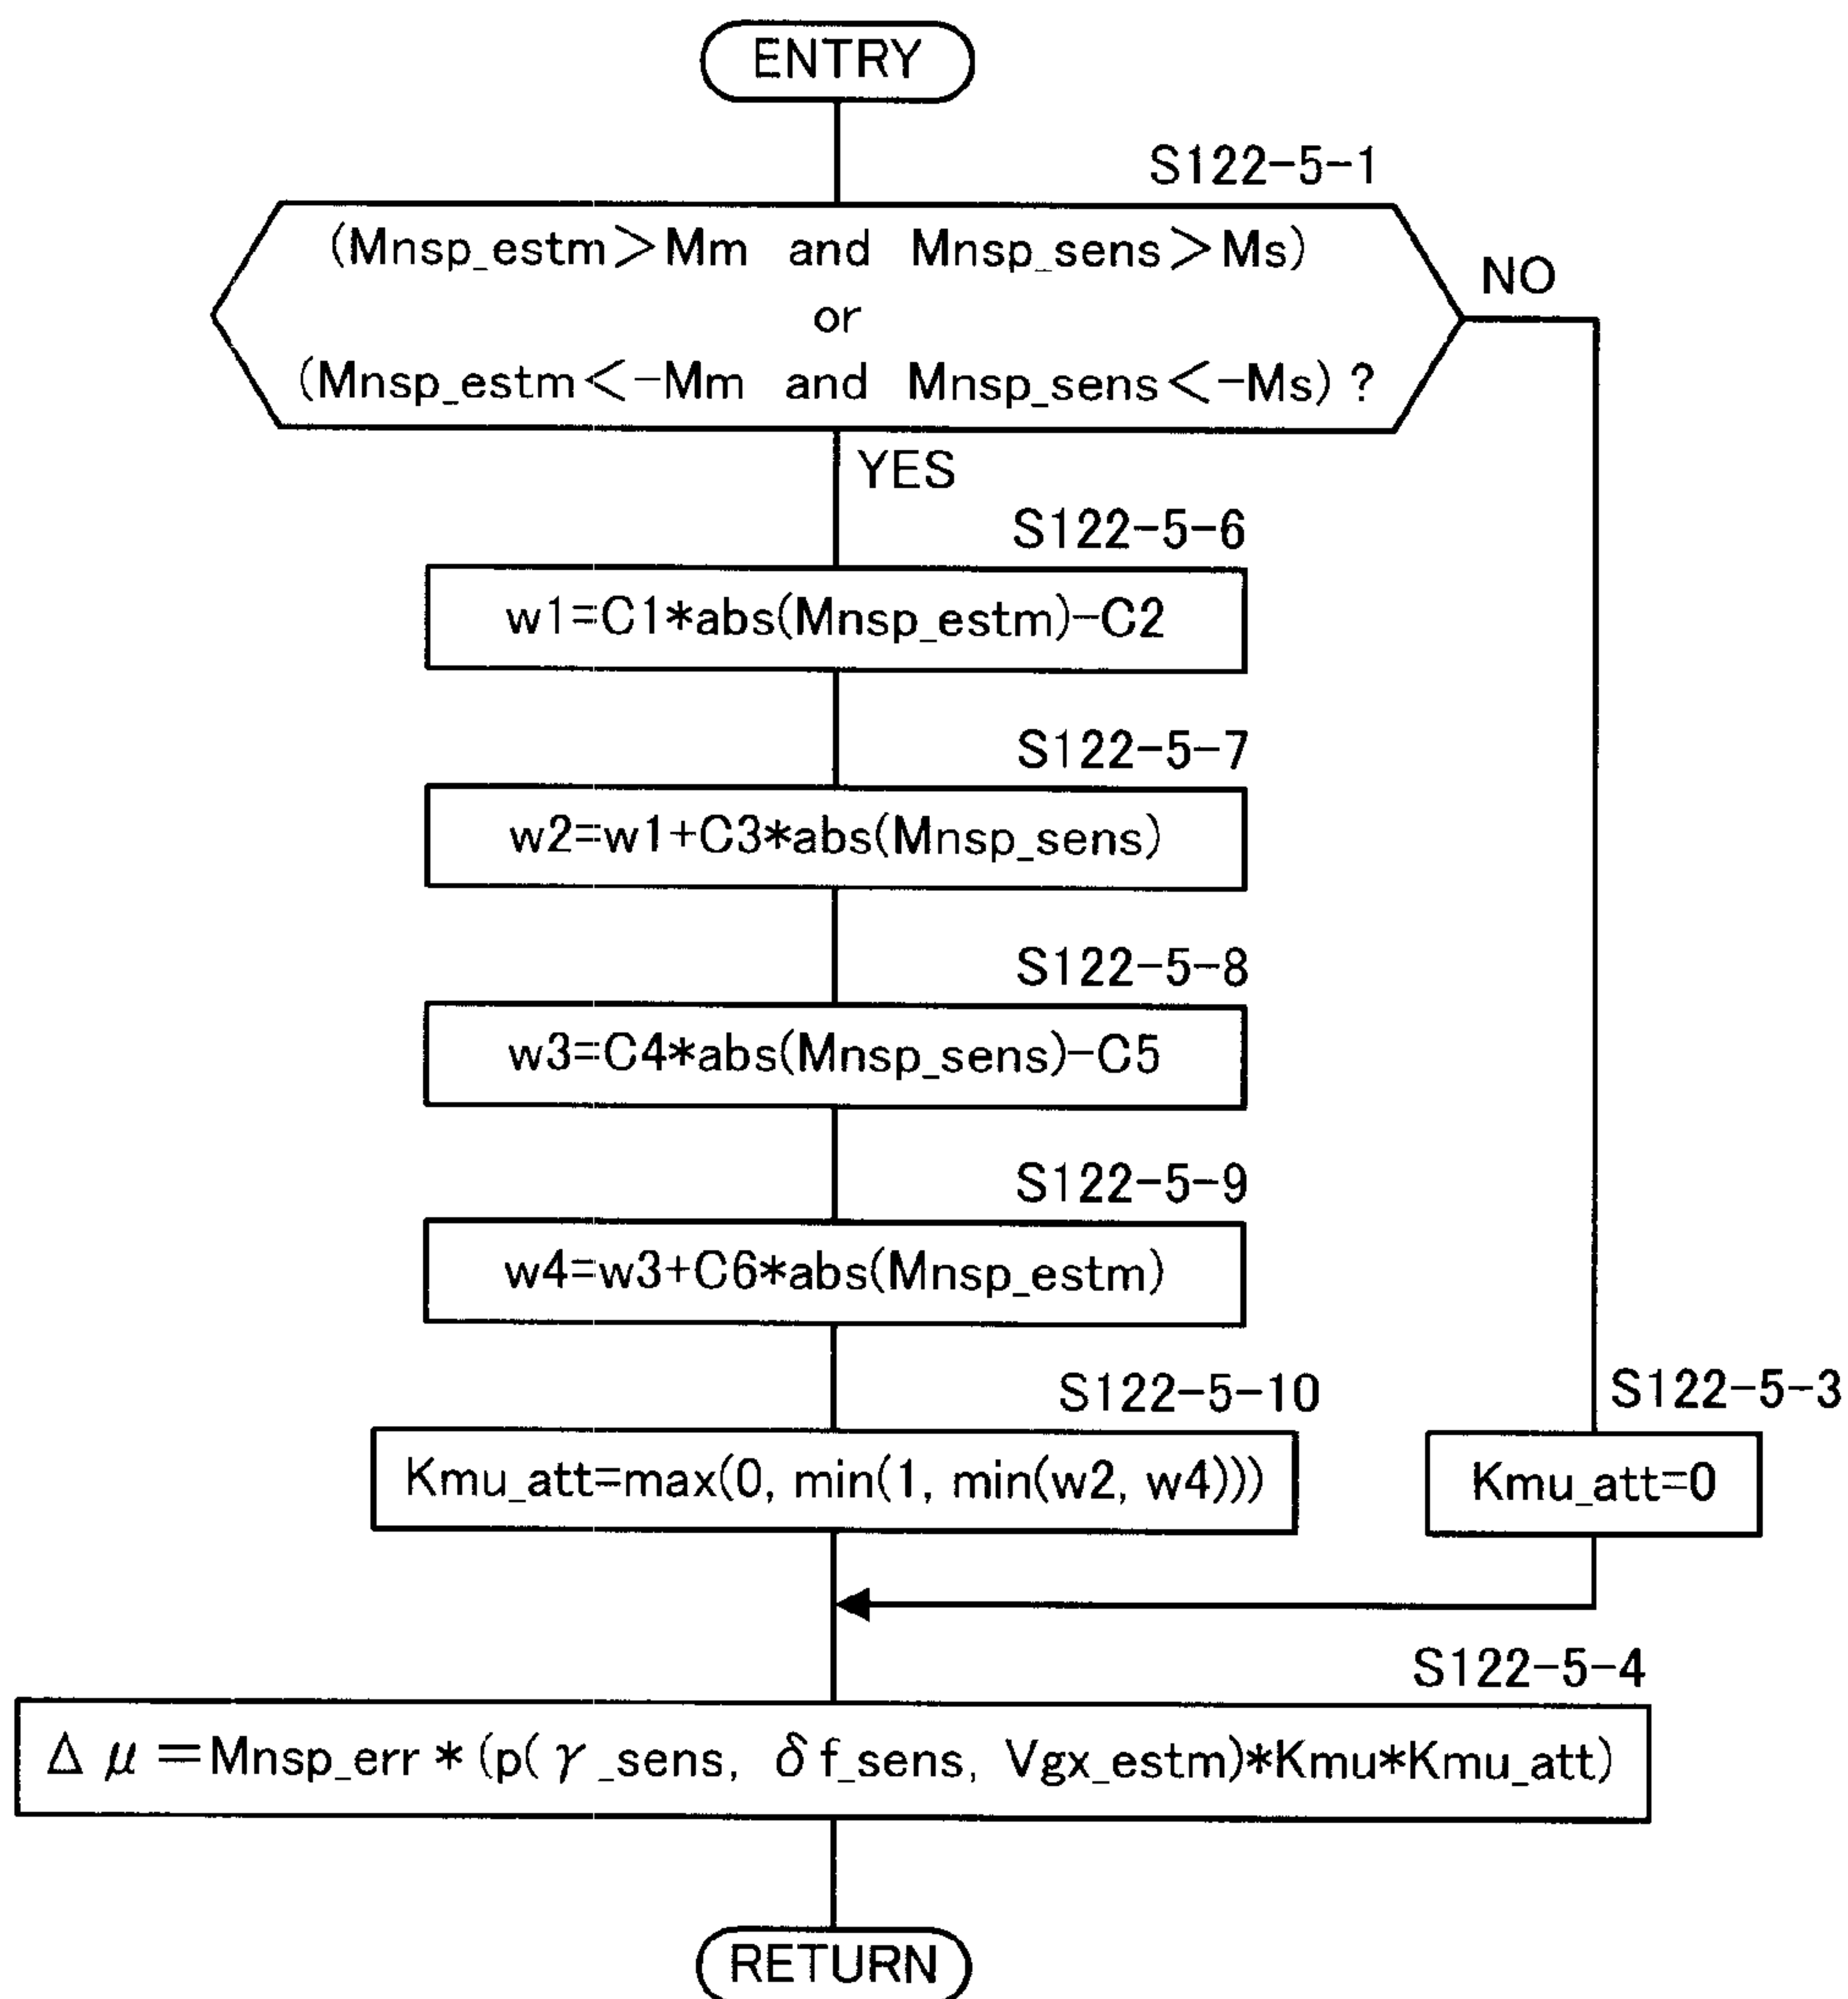 ENTRY
S122-5-1
(Mnsp_estm>Mm and Mnsp_sens>Ms)
or
(Mnsp_estm<-Mm and Mnsp_sens<-Ms)?
NO
YES
S122-5-6
w1=C1*abs(Mnsp_estm)-C2
S122-5-7
w2=w1+C3*abs(Mnsp_sens)
S122-5-8
w3=C4*abs(Mnsp_sens)-C5
S122-5-9
w4=w3+C6*abs(Mnsp_estm)
S122-5-10
Kmu_att=max(0, min(1, min(w2, w4)))
S122-5-3
Kmu_att=0
S122-5-4
Δμ=Mnsp_err*(p(γ_sens, δf_sens, Vgx_estm)*Kmu*Kmu_att)
RETURN